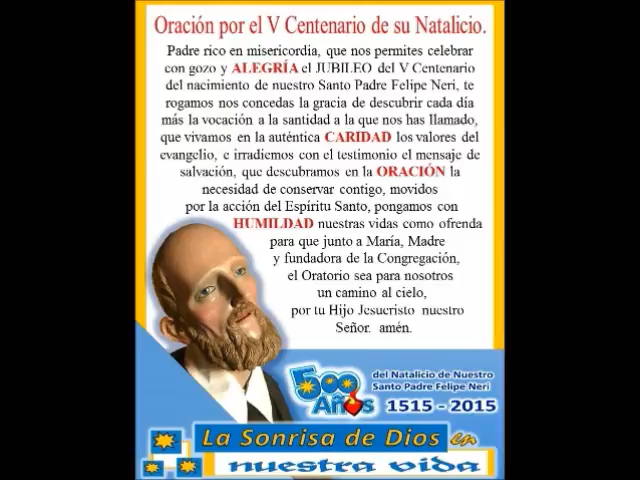 Oración por el V Centenario de su Natalicio.
Padre rico en misericordia, que nos permites celebrar
con gozo y ALEGRÍA el JUBILEO del V Centenario
del nacimiento de nuestro Santo Padre Felipe Neri, te
rogamos nos concedas la gracia de descubrir cada día
más la vocación a la santidad a la que nos has llamado,
que vivamos en la auténtica CARIDAD los valores del
evangelio, e irradiemos con el testimonio el mensaje de
salvación, que descubramos en la ORACIÓN la
necesidad de conservar contigo, movidos
por la acción del Espíritu Santo, pongamos con
HUMILDAD nuestras vidas como ofrenda
para que junto a María, Madre
y fundadora de la Congregación,
el Oratorio sea para nosotros
un camino al cielo,
por tu Hijo Jesucristo nuestro
Señor. amén.
500
Años
del Natalicio de Nuestro
Santo Padre Felipe Neri
1515 - 2015
La Sonrisa de Dios en
nuestra vida